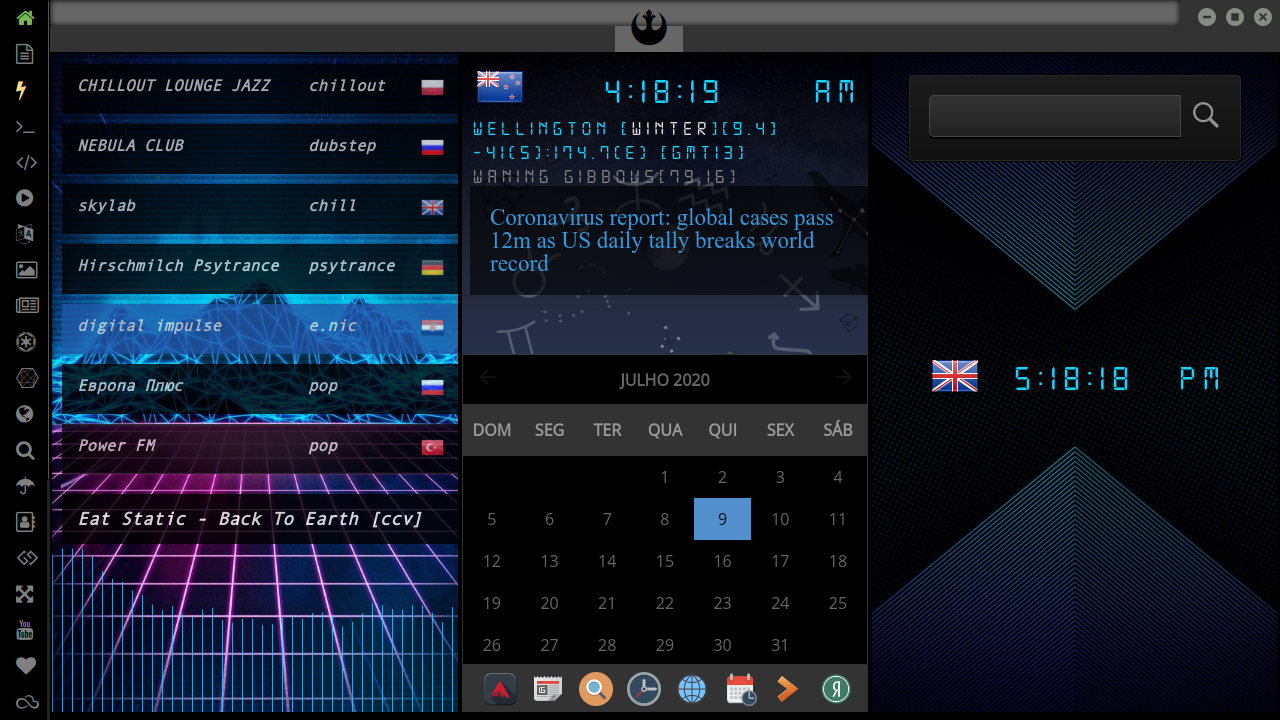 CHILLOUT LOUNGE JAZZ chillout
NEBULA CLUB dubstep
skylab chill
Hirschmilch Psytrance psytrance
digital impulse e.nic
Европа Плюс pop
Power FM pop
Eat Static - Back To Earth [ccv]
4:18:19 AM
WELLINGTON [WINTER][9.4]
-41(S):174.7(E) [GMT13]
WANING GIBBOWS[79.16]
Coronavirus report: global cases pass
12m as US daily tally breaks world
record
JULHO 2020
DOM SEG TER QUA QUI SEX SÁB
1 2 3 4
5 6 7 8 9 10 11
12 13 14 15 16 17 18
19 20 21 22 23 24 25
26 27 28 29 30 31
5:18:18 PM
You
Tube
Я